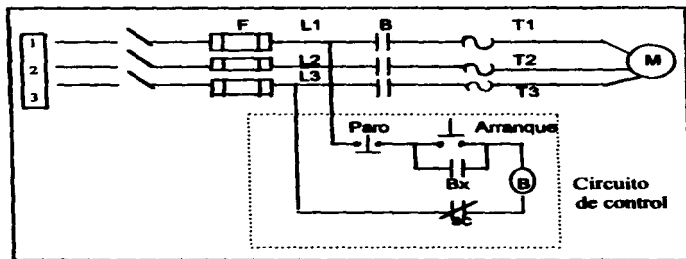 F L1 B T1
1
2 L2 T2 M
3 L3 T3
Paro Arranque
Bx B
sc
Circuito
de control